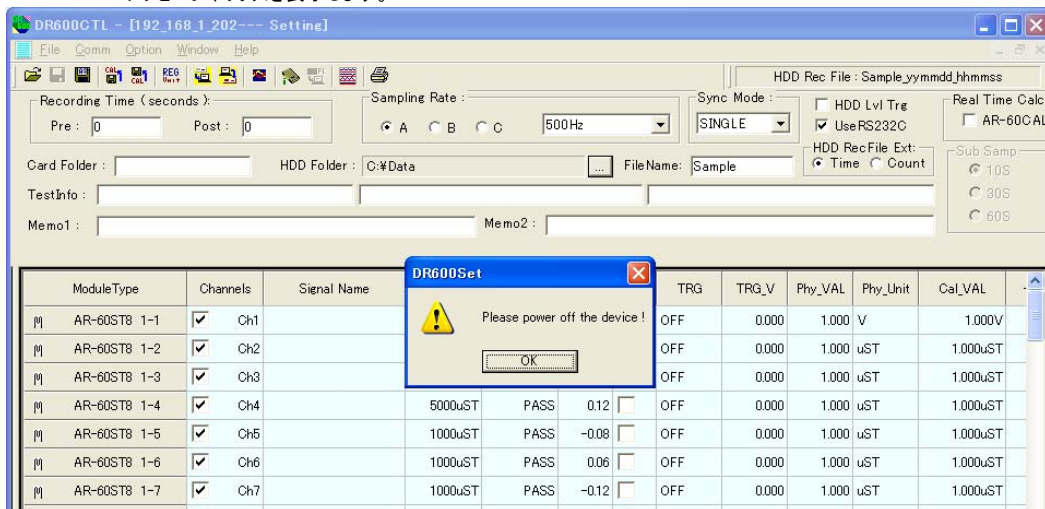 DR600CTL - [192_168_1_202--- Setting]
File Comm Option Window Help
HDD Rec File : Sample_yymmdd_hhmmss
Recording Time ( seconds ): Sampling Rate : Sync Mode : HDD Lvl Trg Real Time Calc
Pre : 0 Post : 0 A B C 500Hz SINGLE Use RS232C AR-60CAL
HDD RecFile Ext: Sub Samp
Card Folder : HDD Folder : C:¥Data ... FileName: Sample Time Count 10S
TestInfo : 30S
Memo1 : Memo2 : 60S
DR600Set
Please power off the device !
OK
ModuleType Channels Signal Name TRG TRG_V Phy_VAL Phy_Unit Cal_VAL
AR-60ST8 1-1 Ch1 OFF 0.000 1.000 V 1.000V
AR-60ST8 1-2 Ch2 OFF 0.000 1.000 uST 1.000uST
AR-60ST8 1-3 Ch3 OFF 0.000 1.000 uST 1.000uST
AR-60ST8 1-4 Ch4 5000uST PASS 0.12 OFF 0.000 1.000 uST 1.000uST
AR-60ST8 1-5 Ch5 1000uST PASS -0.08 OFF 0.000 1.000 uST 1.000uST
AR-60ST8 1-6 Ch6 1000uST PASS 0.06 OFF 0.000 1.000 uST 1.000uST
AR-60ST8 1-7 Ch7 1000uST PASS -0.12 OFF 0.000 1.000 uST 1.000uST